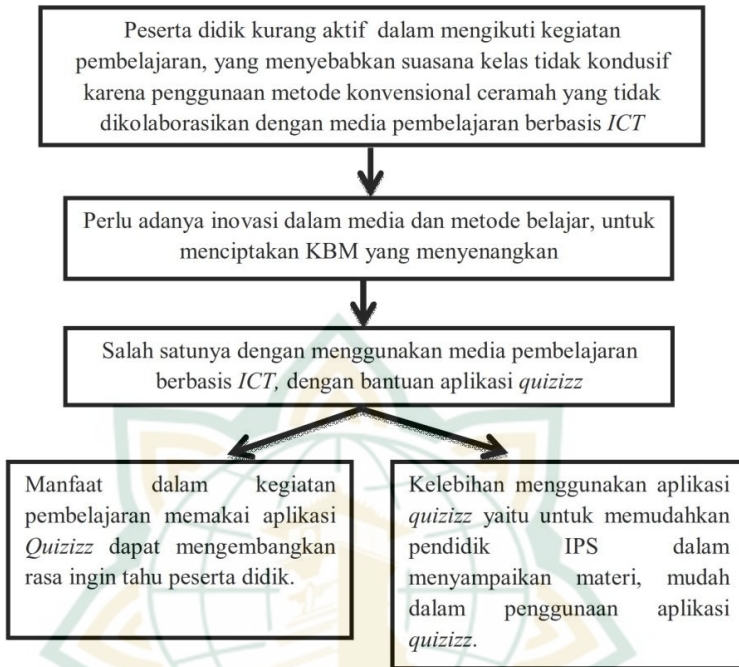 Peserta didik kurang aktif dalam mengikuti kegiatan
pembelajaran, yang menyebabkan suasana kelas tidak kondusif
karena penggunaan metode konvensional ceramah yang tidak
dikolaborasikan dengan media pembelajaran berbasis ICT
Perlu adanya inovasi dalam media dan metode belajar, untuk
menciptakan KBM yang menyenangkan
Salah satunya dengan menggunakan media pembelajaran
berbasis ICT, dengan bantuan aplikasi quizizz
Manfaat dalam kegiatan
pembelajaran memakai aplikasi
Quizizz dapat mengembangkan
rasa ingin tahu peserta didik.
Kelebihan menggunakan aplikasi
quizizz yaitu untuk memudahkan
pendidik IPS dalam
menyampaikan materi, mudah
dalam penggunaan aplikasi
quizizz.